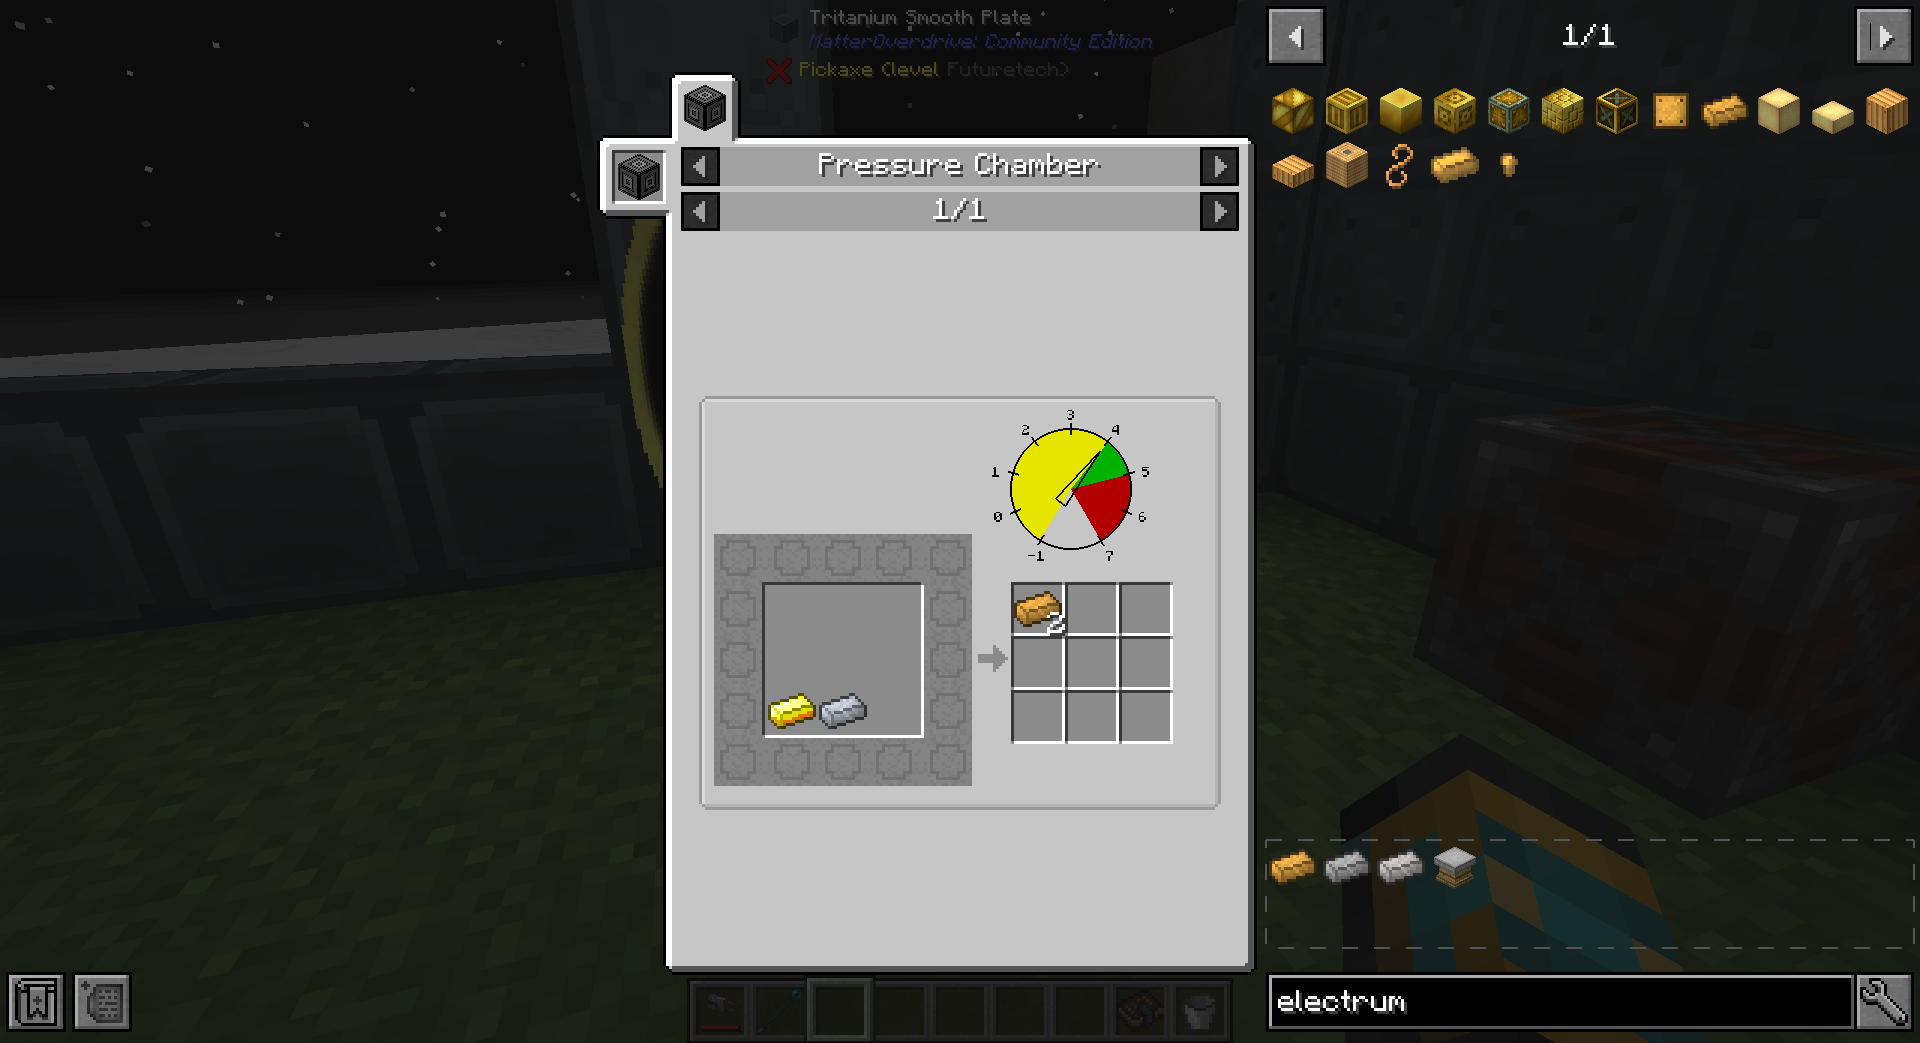 Tritanium Smooth Plate
MatterOverdrive: Community Edition
Pickaxe (level Futuretech)
1/1
Pressure Chamber
1/1
3
2
4
1
5
0
6
-1
7
2
electrum